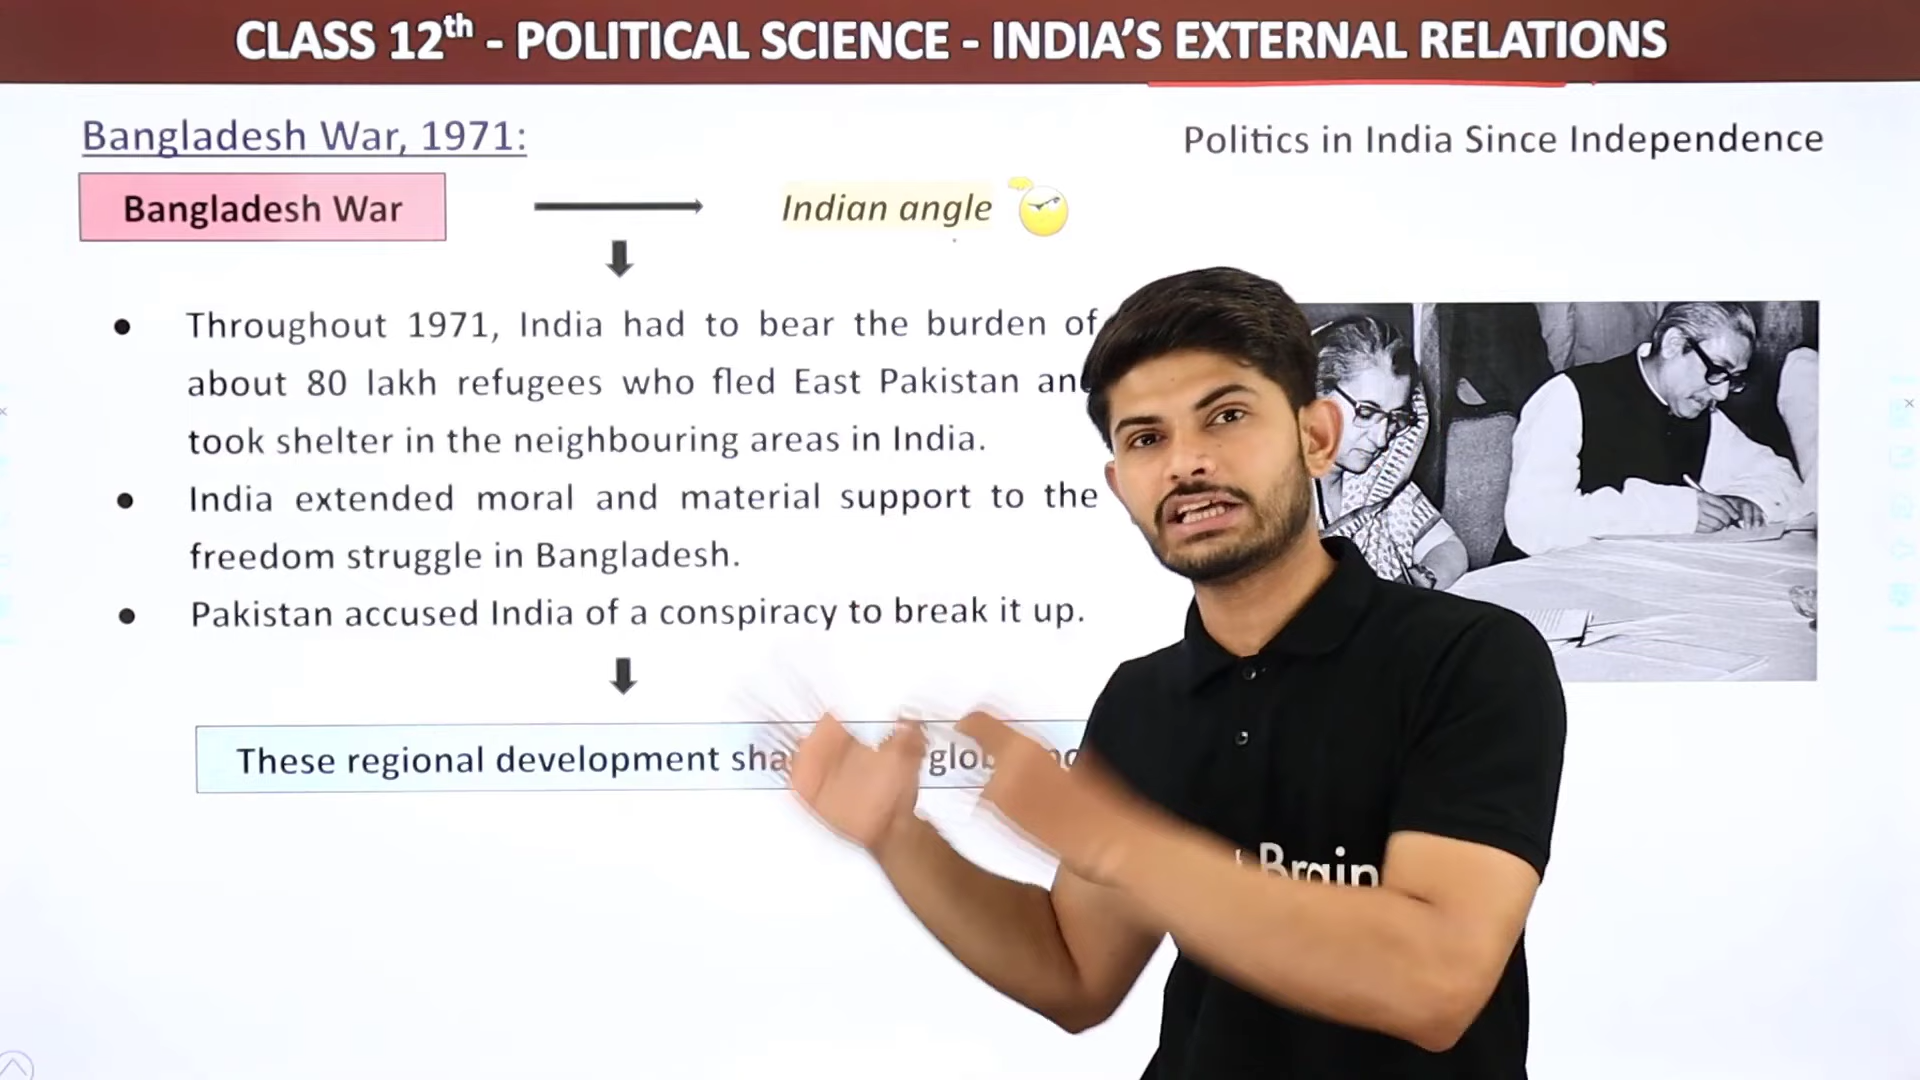 CLASS 12th - POLITICAL SCIENCE - INDIA'S EXTERNAL RELATIONS
Bangladesh War, 1971:
Politics in India Since Independence
Bangladesh War
Indian angle
● Throughout 1971, India had to bear the burden of
about 80 lakh refugees who fled East Pakistan
took shelter in the neighbouring areas in India.
● India extended moral and material support to the
freedom struggle in Bangladesh.
● Pakistan accused India of a conspiracy to break it up.
These regional development
Brain